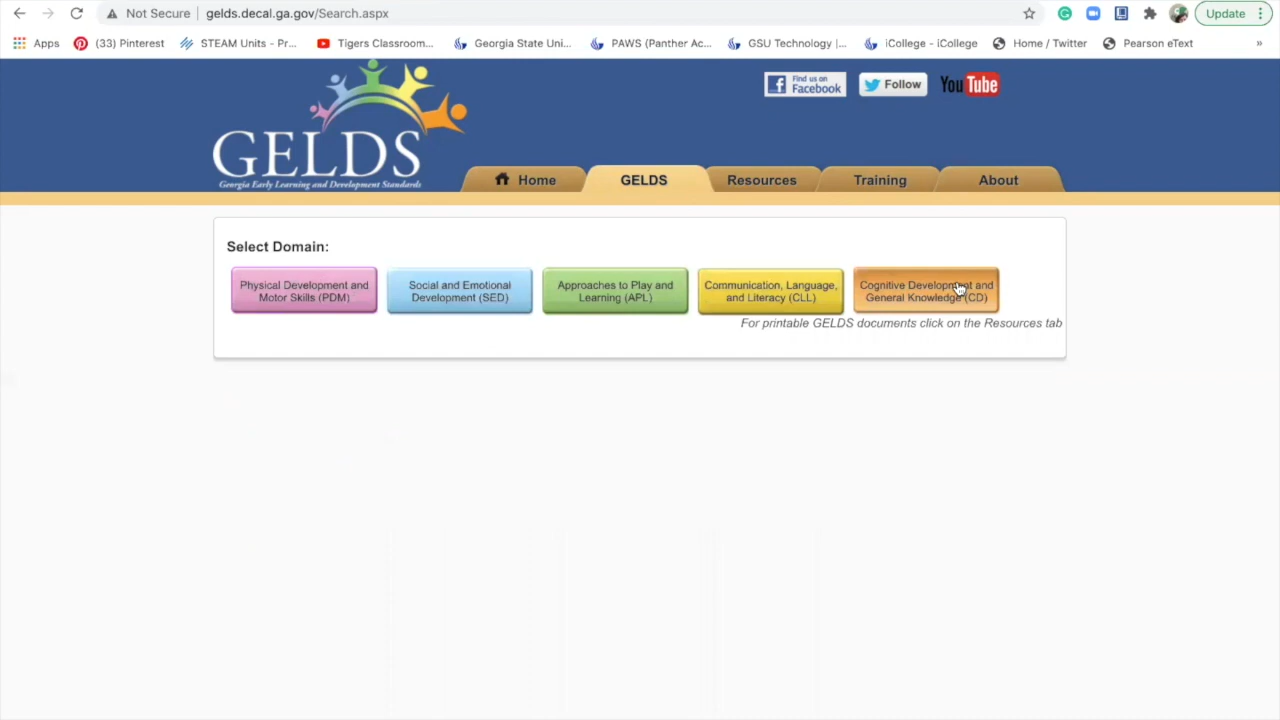 Not Secure | gelds.decal.ga.gov/Search.aspx
Update
Apps
(33) Pinterest
STEAM Units - Pr...
Tigers Classroom...
Georgia State Uni...
PAWS (Panther Ac...
GSU Technology |...
iCollege - iCollege
Home / Twitter
Pearson eText
»
Find us on
Facebook
Follow
YouTube
GELDS
Georgia Early Learning and Development Standards
Home
GELDS
Resources
Training
About
Select Domain:
Physical Development and
Motor Skills (PDM)
Social and Emotional
Development (SED)
Approaches to Play and
Learning (APL)
Communication, Language,
and Literacy (CLL)
Cognitive Development and
General Knowledge (CD)
For printable GELDS documents click on the Resources tab